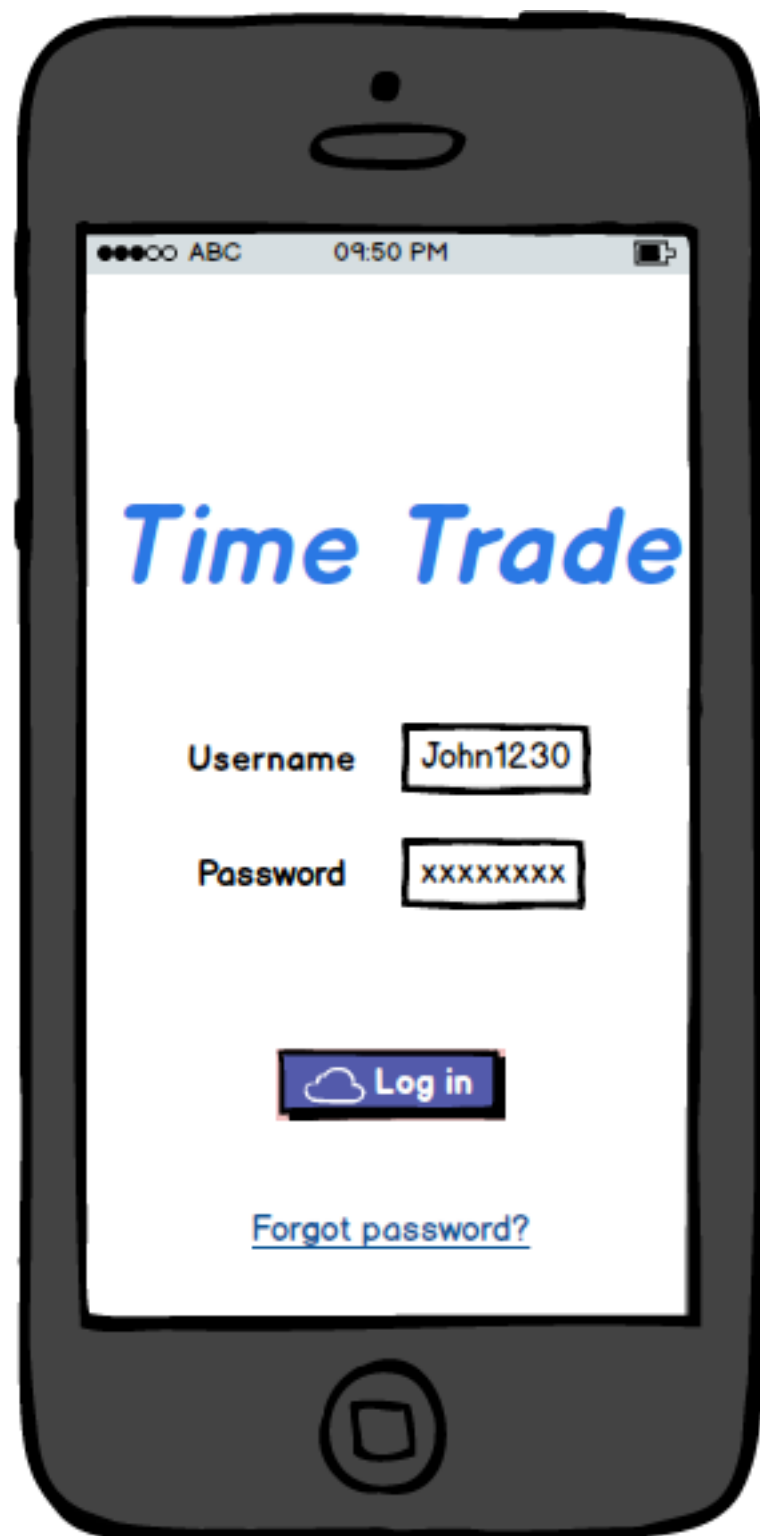 ABC 09:50 PM
Time Trade
Username John1230
Password xxxxxxxx
Log in
Forgot password?